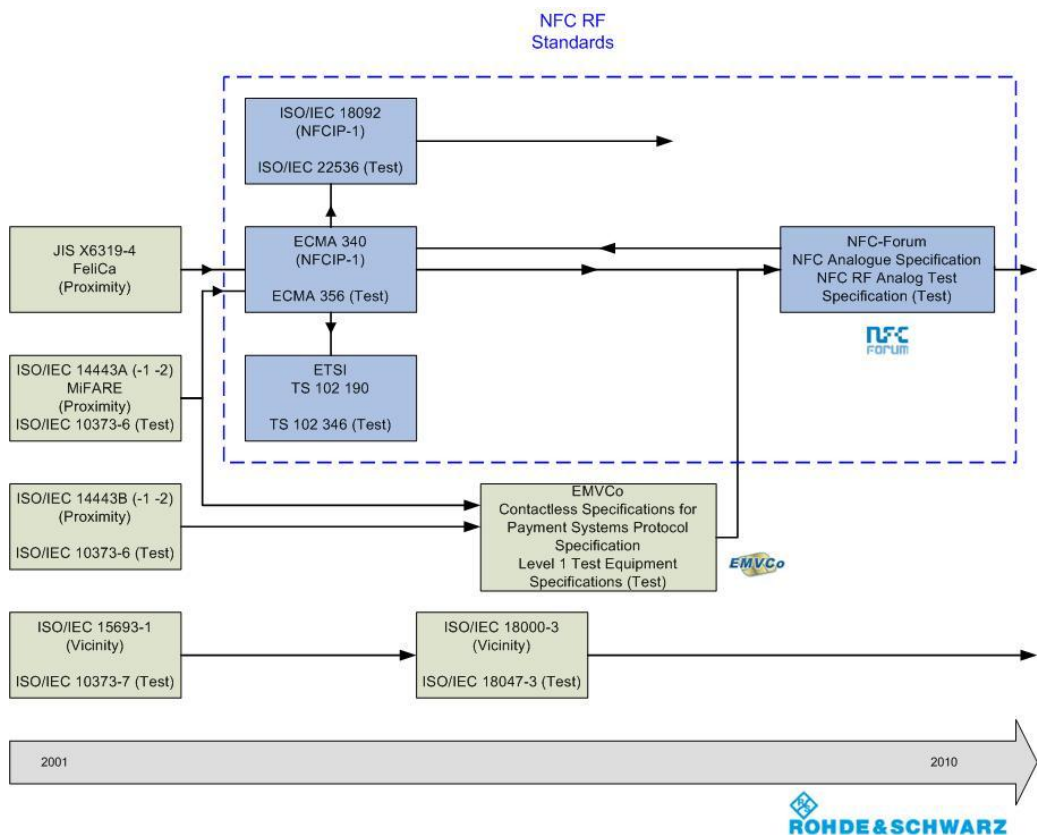 NFC RF
Standards
ISO/IEC 18092
(NFCIP-1)
ISO/IEC 22536 (Test)
JIS X6319-4
FeliCa
(Proximity)
ECMA 340
(NFCIP-1)
ECMA 356 (Test)
NFC-Forum
NFC Analogue Specification
NFC RF Analog Test
Specification (Test)
NFC
FORUM
ISO/IEC 14443A (-1 -2)
MiFARE
(Proximity)
ISO/IEC 10373-6 (Test)
ETSI
TS 102 190
TS 102 346 (Test)
ISO/IEC 14443B (-1 -2)
(Proximity)
ISO/IEC 10373-6 (Test)
EMVCo
Contactless Specifications for
Payment Systems Protocol
Specification
Level 1 Test Equipment
Specifications (Test)
EMVCo
ISO/IEC 15693-1
(Vicinity)
ISO/IEC 10373-7 (Test)
ISO/IEC 18000-3
(Vicinity)
ISO/IEC 18047-3 (Test)
2001
2010
R S
ROHDE & SCHWARZ